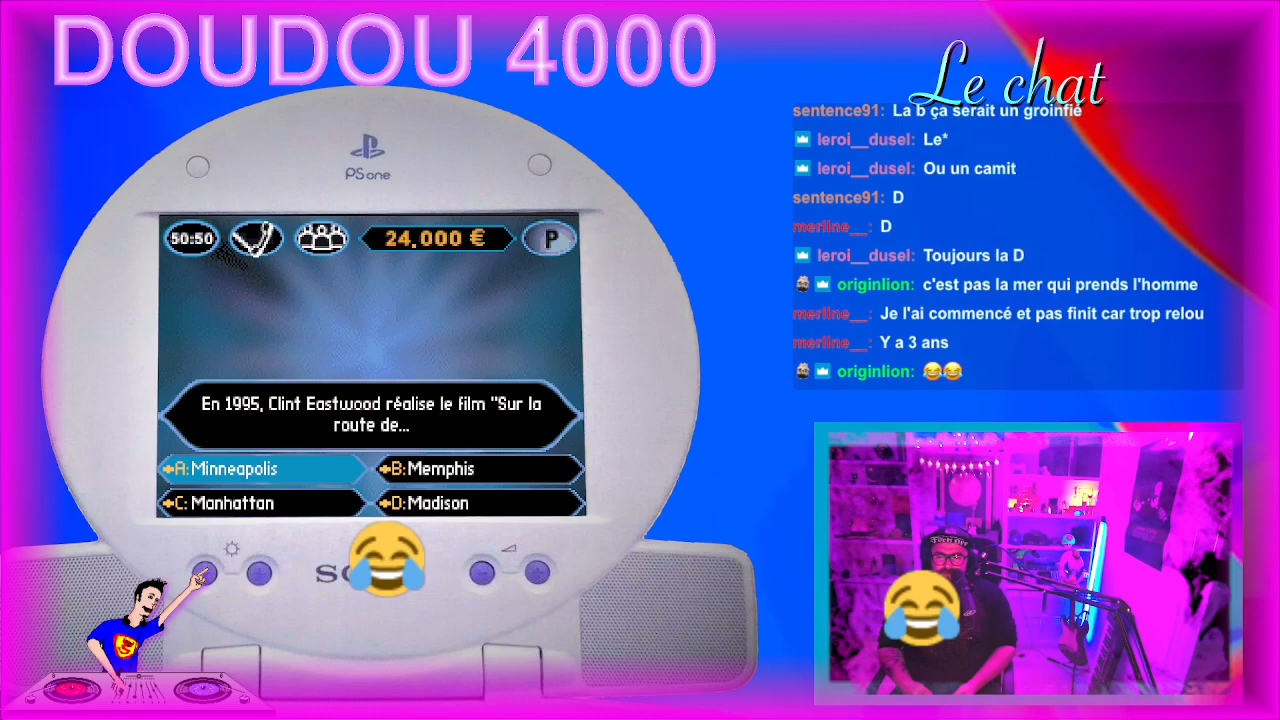 DOUDOU 4000
PS one
50:50
24,000 €
P
En 1995, Clint Eastwood réalise le film "Sur la
route de...
A: Minneapolis
B: Memphis
C: Manhattan
D: Madison
Le chat
sentence91: La b ça serait un groinfié
leroi__dusel: Le*
leroi__dusel: Ou un camit
sentence91: D
merline__: D
leroi__dusel: Toujours la D
originlion: c'est pas la mer qui prends l'homme
merline__: Je l'ai commencé et pas finit car trop relou
merline__: Y a 3 ans
originlion: 😂😂